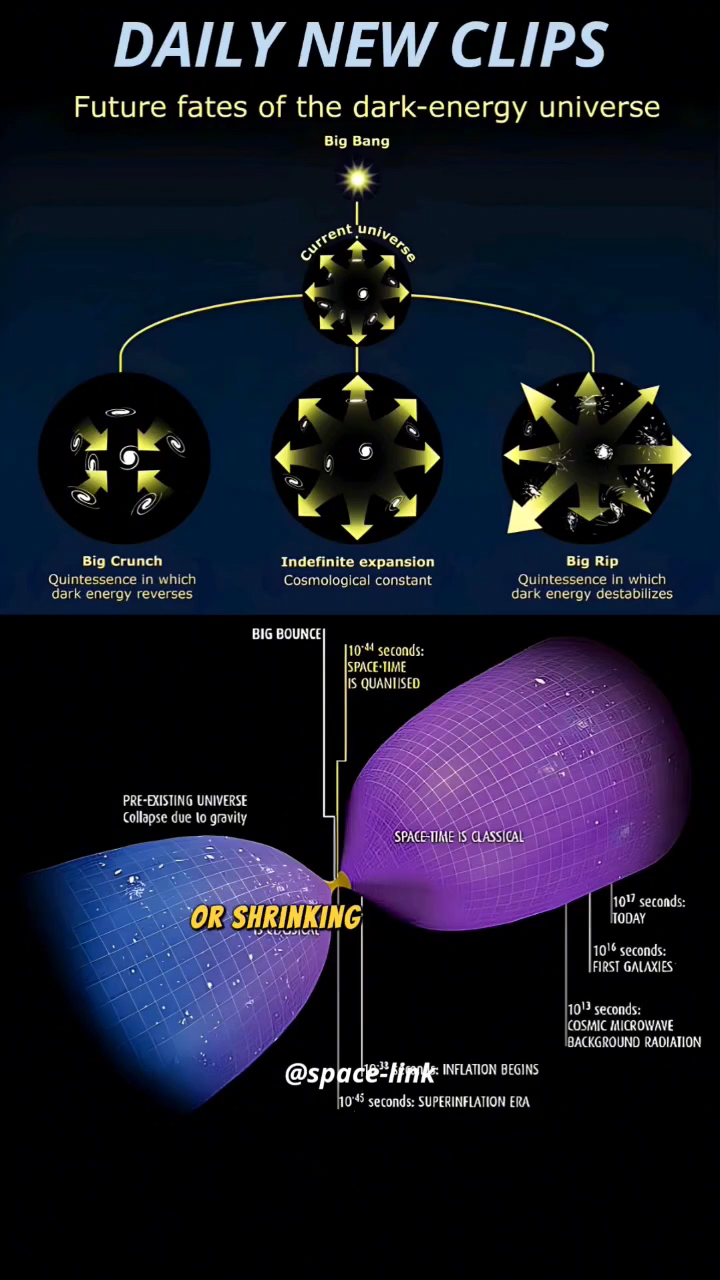 DAILY NEW CLIPS
Future fates of the dark-energy universe
Big Bang
Current universe
Big Crunch
Quintessence in which
dark energy reverses
Indefinite expansion
Cosmological constant
Big Rip
Quintessence in which
dark energy destabilizes
BIG BOUNCE
10⁻⁴⁴ seconds:
SPACE-TIME
IS QUANTISED
PRE-EXISTING UNIVERSE
Collapse due to gravity
SPACE-TIME IS CLASSICAL
OR SHRINKING
IS CLASSICAL
10¹⁷ seconds:
TODAY
10¹⁶ seconds:
FIRST GALAXIES
10¹³ seconds:
COSMIC MICROWAVE
BACKGROUND RADIATION
@space-link
INFLATION BEGINS
10⁻⁴⁵ seconds: SUPERINFLATION ERA